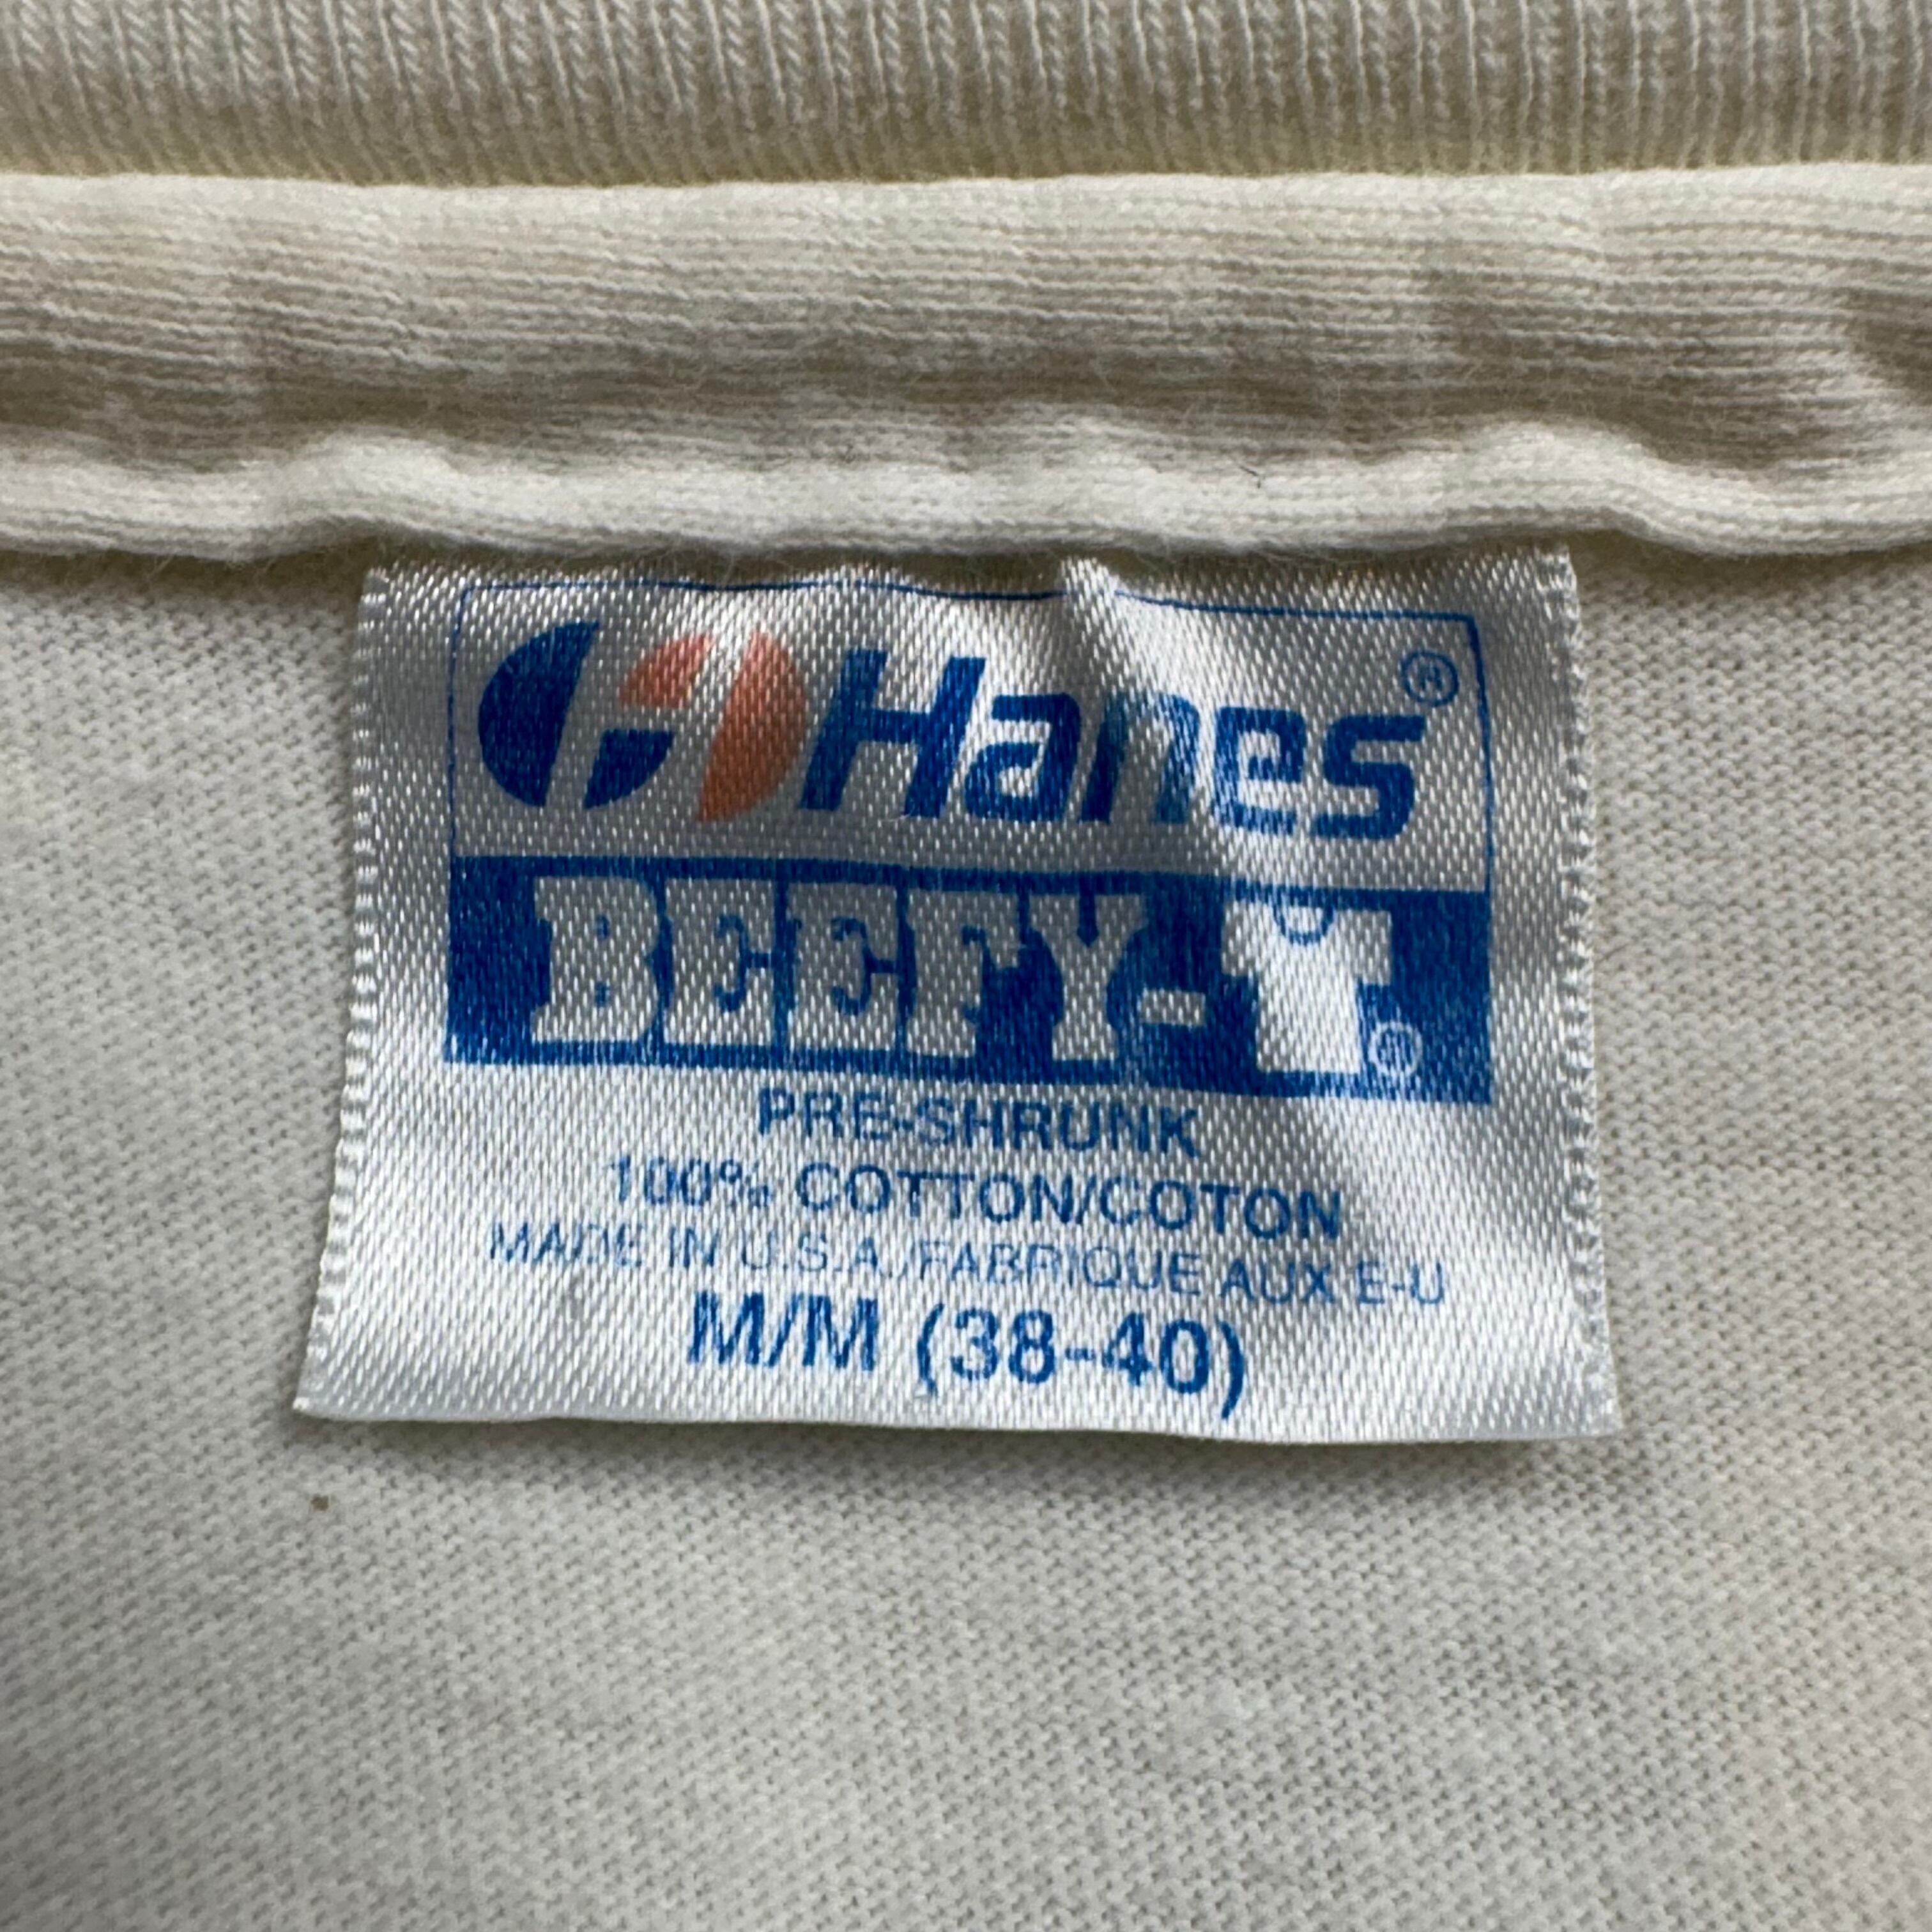 Hanes®
BEEFY-T®
PRE-SHRUNK
100% COTTON/COTON
MADE IN U.S.A./FABRIQUE AUX E-U
M/M (38-40)